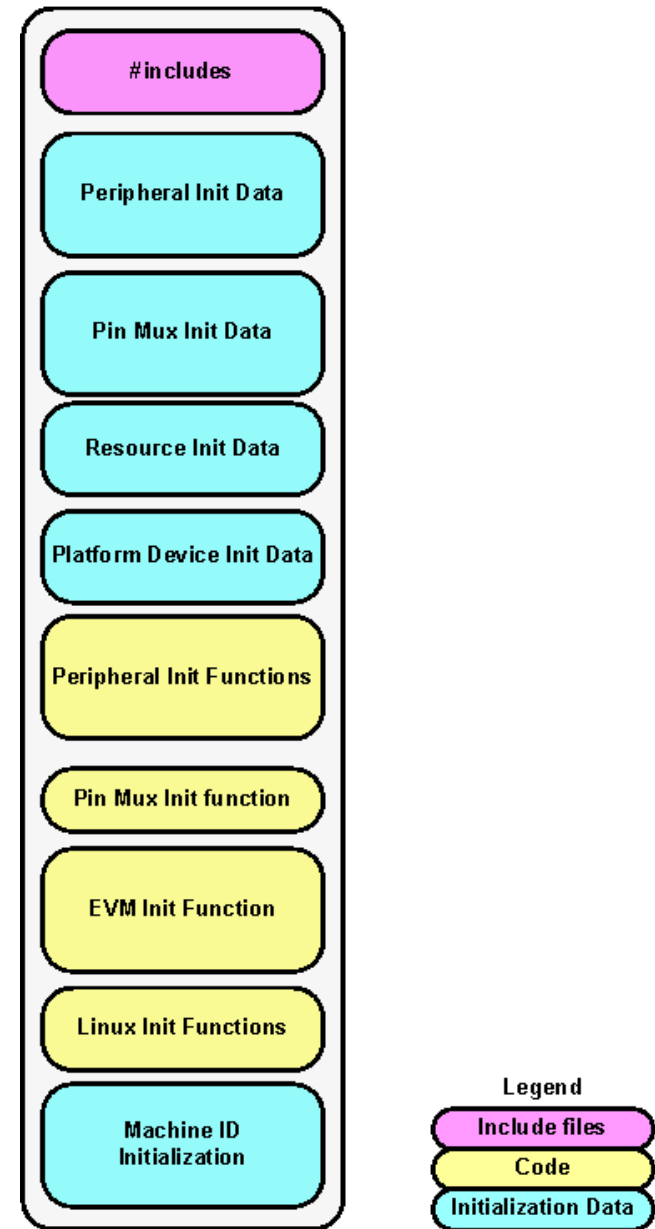 #includes
Peripheral Init Data
Pin Mux Init Data
Resource Init Data
Platform Device Init Data
Peripheral Init Functions
Pin Mux Init function
EVM Init Function
Linux Init Functions
Machine ID
Initialization
Legend
Include files
Code
Initialization Data